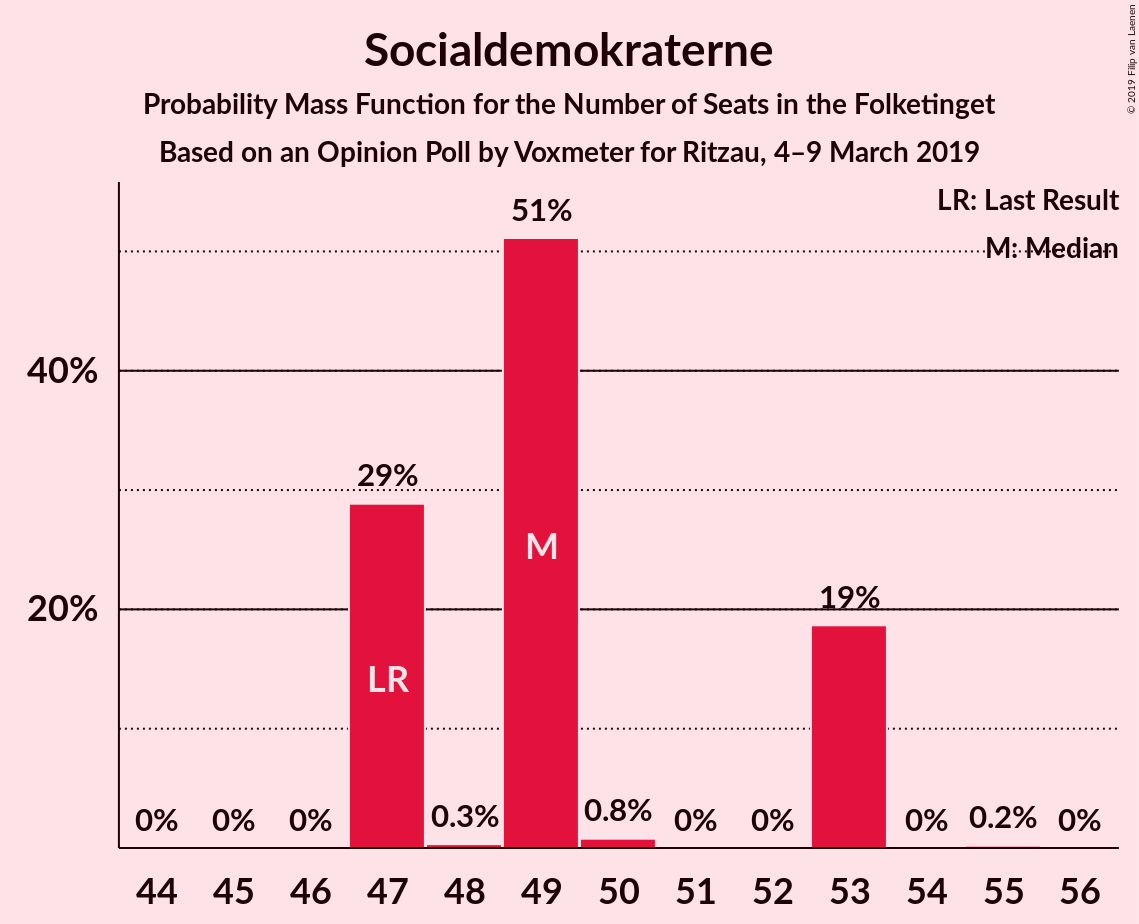 Socialdemokraterne
Probability Mass Function for the Number of Seats in the Folketinget
Based on an Opinion Poll by Voxmeter for Ritzau, 4–9 March 2019
© 2019 Filip van Laenen
LR: Last Result
M: Median
51%
40%
29%
M
20%
19%
LR
0% 0% 0% 0.3% 0.8% 0% 0% 0% 0.2% 0%
44 45 46 47 48 49 50 51 52 53 54 55 56